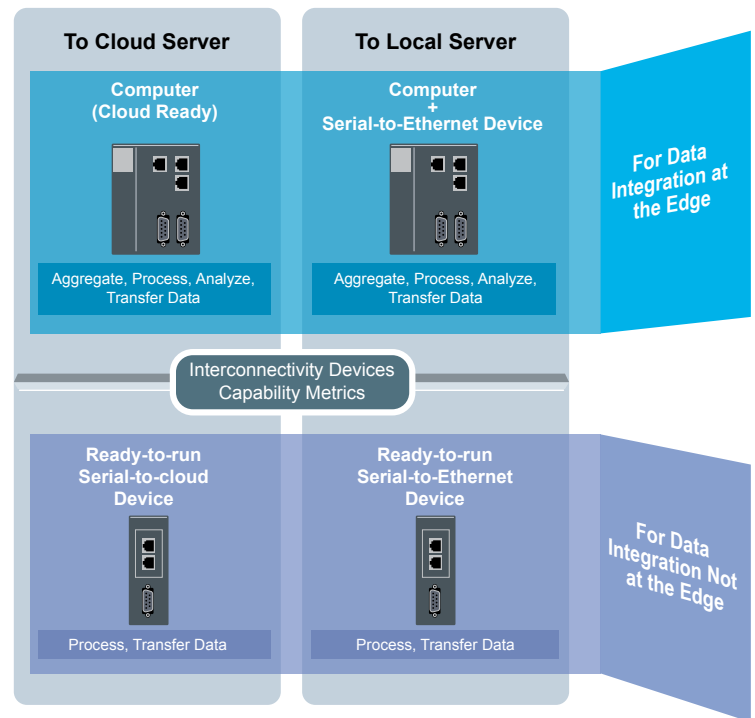 To Cloud Server
To Local Server
Computer
(Cloud Ready)
Computer
+
Serial-to-Ethernet Device
For Data
Integration at
the Edge
Aggregate, Process, Analyze,
Transfer Data
Aggregate, Process, Analyze,
Transfer Data
Interconnectivity Devices
Capability Metrics
Ready-to-run
Serial-to-cloud
Device
Ready-to-run
Serial-to-Ethernet
Device
For Data
Integration Not
at the Edge
Process, Transfer Data
Process, Transfer Data